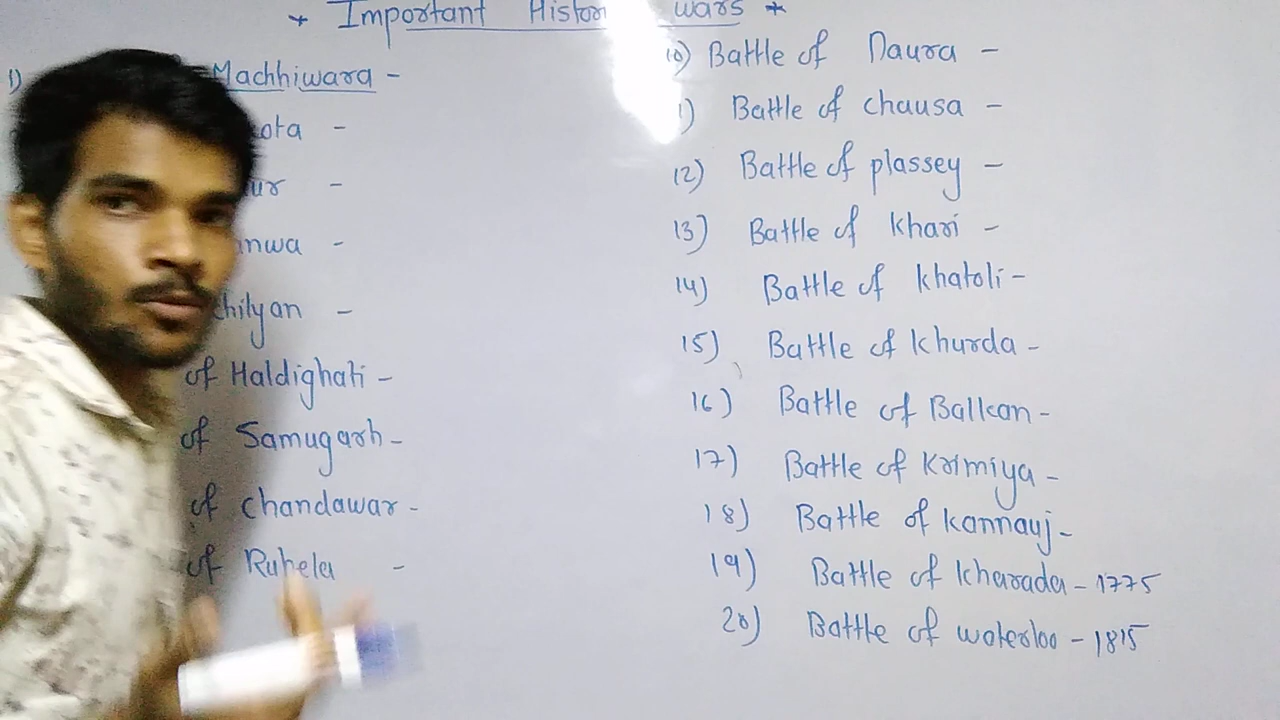 * Important Histor wars *
1) Machhiwara -
ota -
ur -
nwa -
chilyan -
of Haldighati -
of Samugarh -
of chandawar -
of Ruhela -
10) Battle of Daura -
1) Battle of chausa -
12) Battle of plassey -
13) Battle of khari -
14) Battle of khatoli -
15) Battle of khurda -
16) Battle of Balkan -
17) Battle of Krimiya -
18) Battle of kannauj -
19) Battle of kharada - 1775
20) Battle of waterloo - 1815